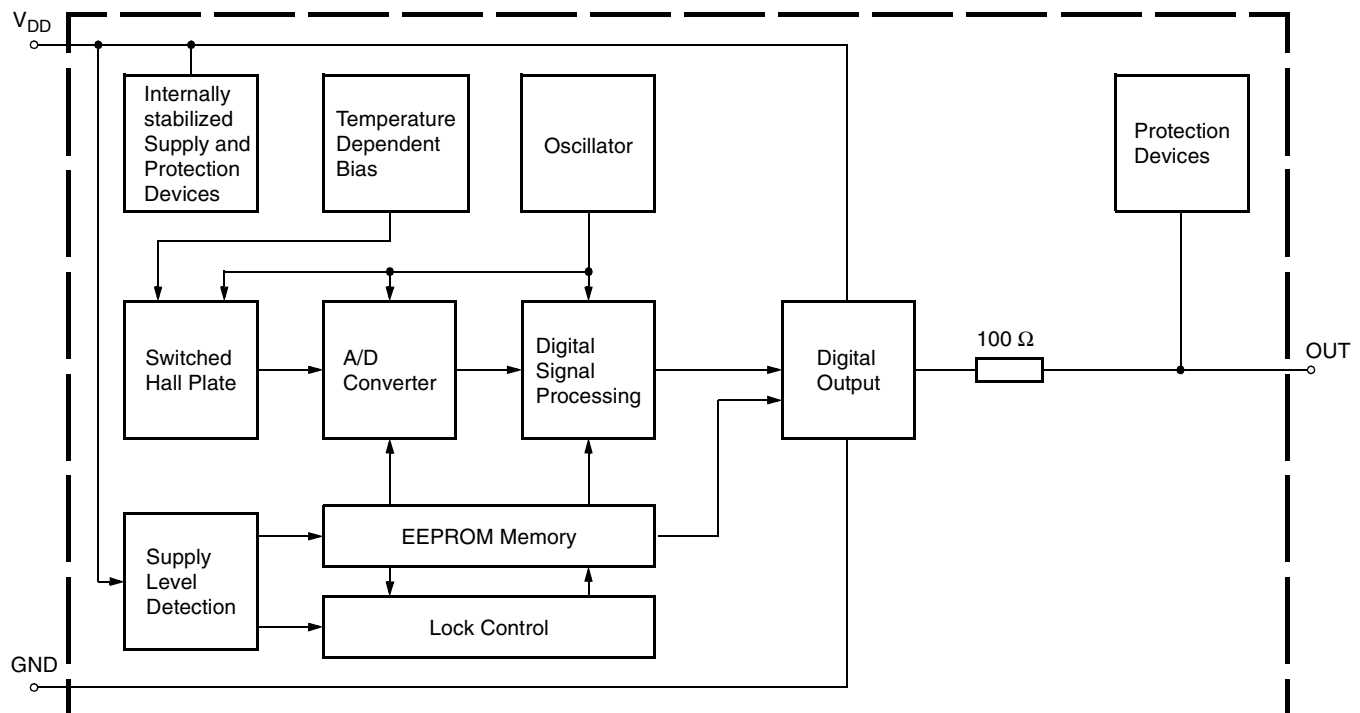 V_DD
Internally
stabilized
Supply and
Protection
Devices
Temperature
Dependent
Bias
Oscillator
Protection
Devices
Switched
Hall Plate
A/D
Converter
Digital
Signal
Processing
Digital
Output
100 Ω
OUT
EEPROM Memory
Supply
Level
Detection
Lock Control
GND